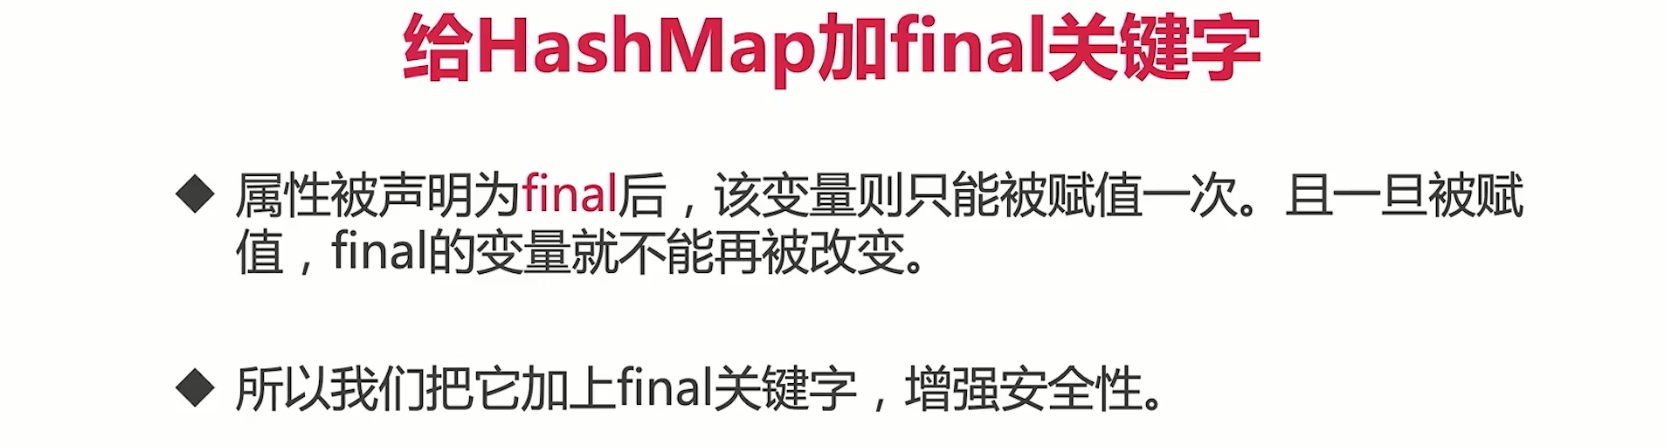 给HashMap加final关键字
◆ 属性被声明为final后，该变量则只能被赋值一次。且一旦被赋
值，final的变量就不能再被改变。
◆ 所以我们把它加上final关键字，增强安全性。